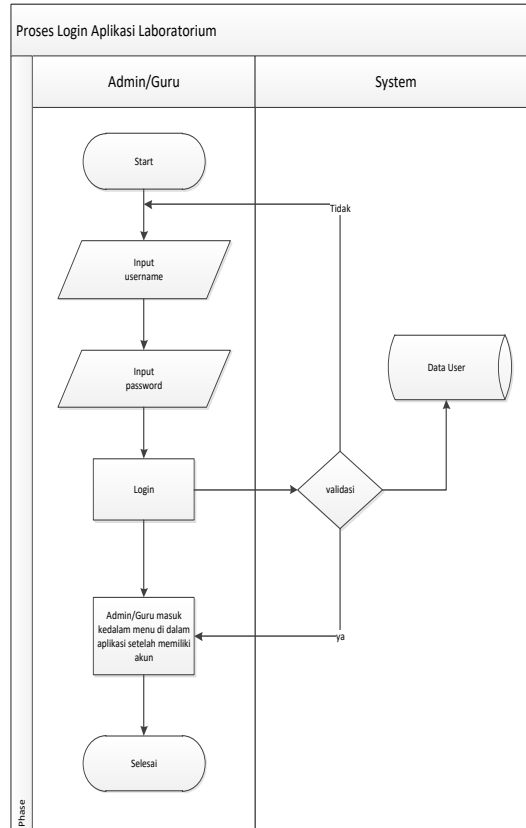 Proses Login Aplikasi Laboratorium
Admin/Guru
System
Start
Tidak
Input
username
Input
password
Data User
Login
validasi
Admin/Guru masuk
kedalam menu di dalam
aplikasi setelah memiliki
akun
ya
Selesai
Phase